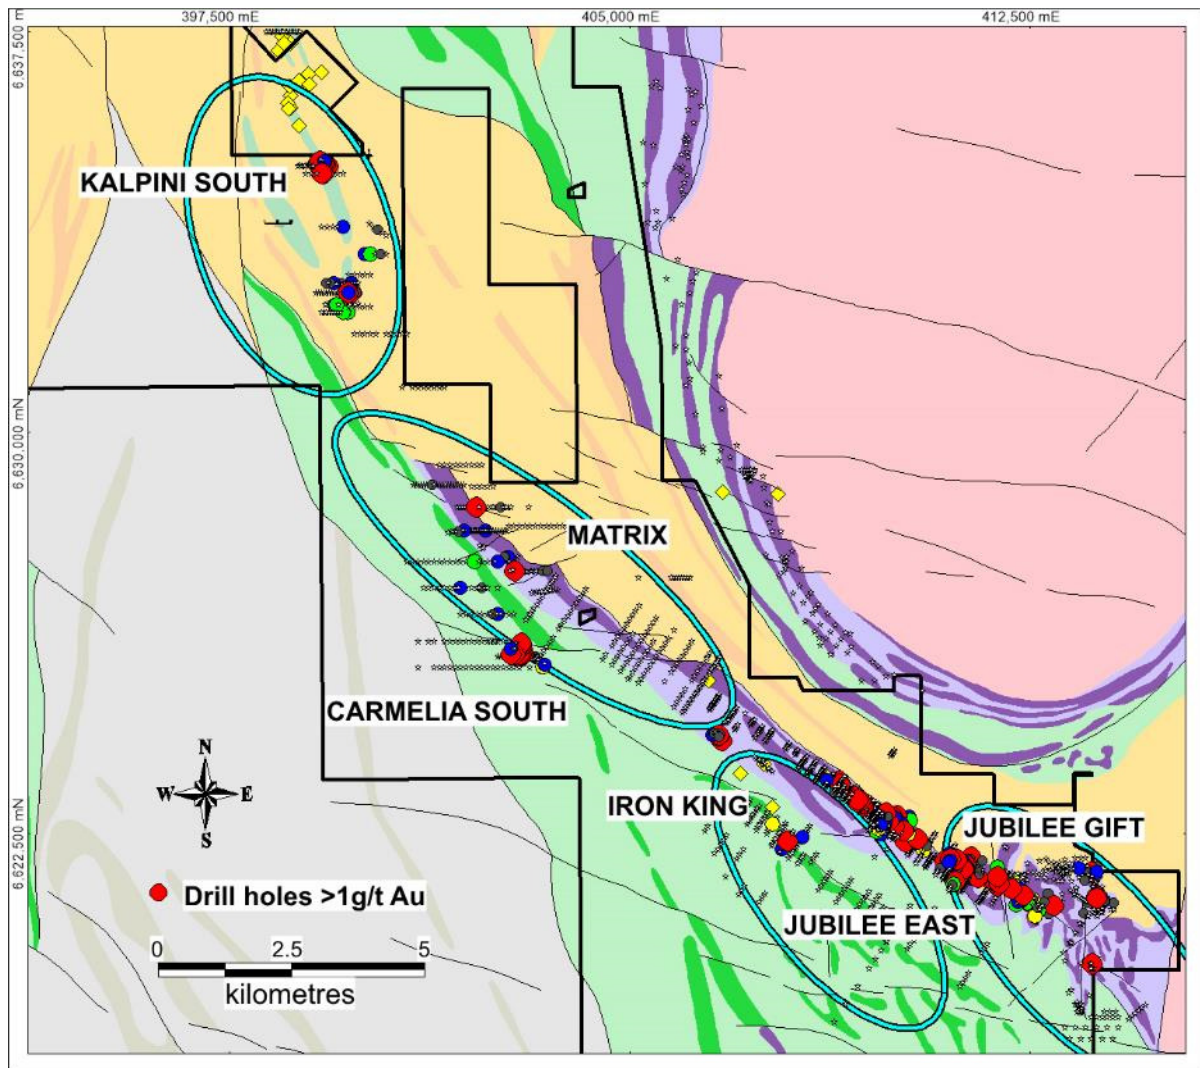 397,500 mE
405,000 mE
412,500 mE
6,637,500 m
KALPINI SOUTH
6,630,000 mN
MATRIX
CARMELIA SOUTH
N
W
E
S
IRON KING
JUBILEE GIFT
6,622,500 mN
Drill holes >1g/t Au
JUBILEE EAST
0
2.5
5
kilometres